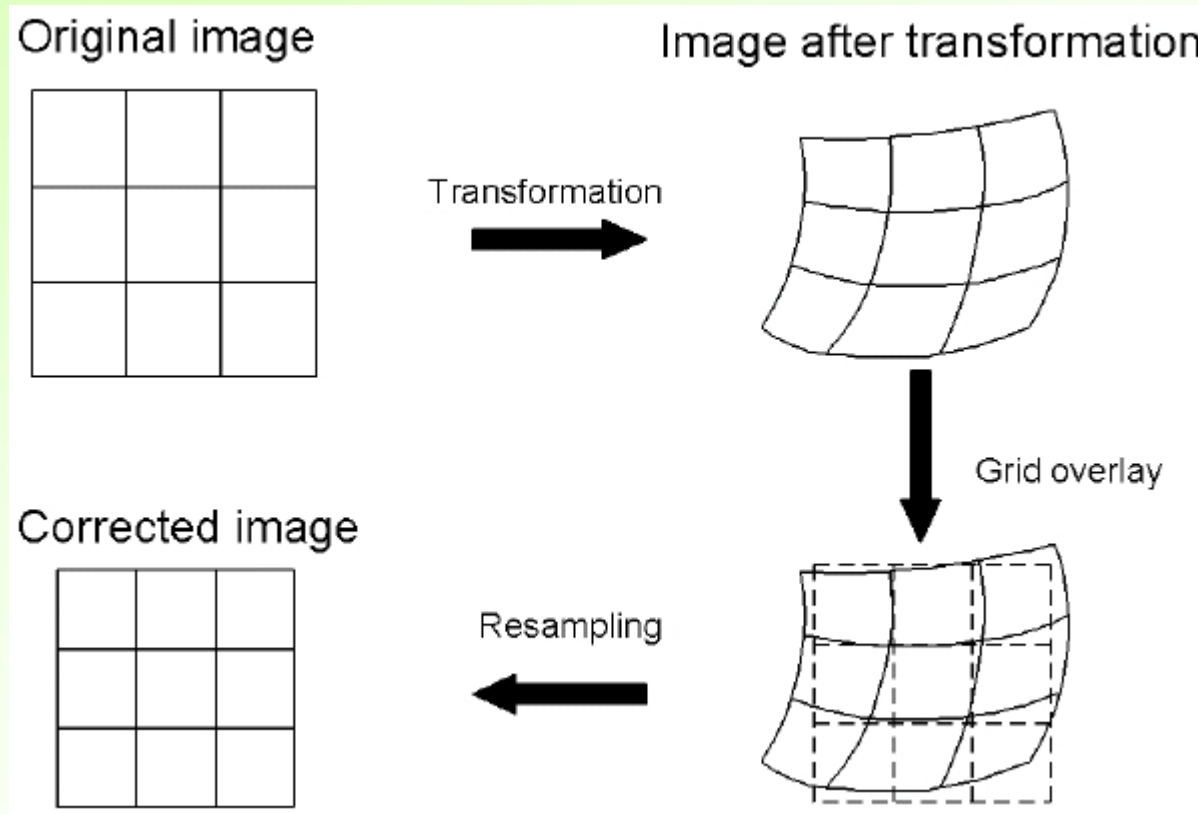 Original image
Image after transformation
Transformation
Grid overlay
Corrected image
Resampling